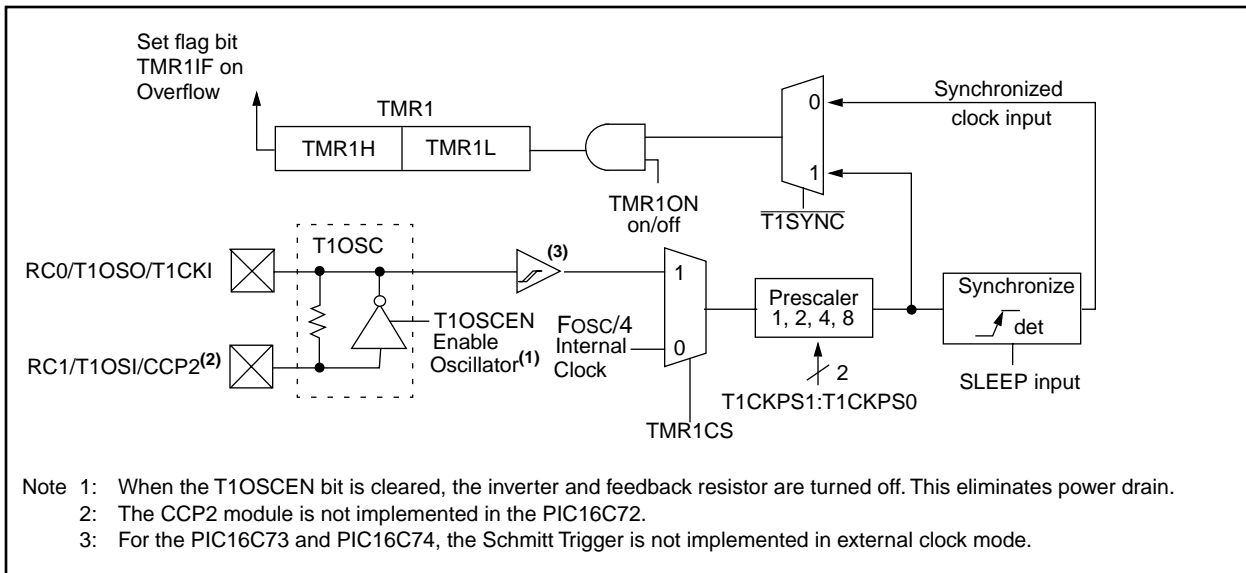 Set flag bit
TMR1IF on
Overflow
TMR1
TMR1H
TMR1L
TMR1ON
on/off
0
1
T1SYNC
Synchronized
clock input
RC0/T1OSO/T1CKI
T1OSC
(3)
RC1/T1OSI/CCP2(2)
T1OSCEN
Enable
Oscillator(1)
FOSC/4
Internal
Clock
1
0
TMR1CS
Prescaler
1, 2, 4, 8
2
T1CKPS1:T1CKPS0
Synchronize
det
SLEEP input
Note 1: When the T1OSCEN bit is cleared, the inverter and feedback resistor are turned off. This eliminates power drain.
2: The CCP2 module is not implemented in the PIC16C72.
3: For the PIC16C73 and PIC16C74, the Schmitt Trigger is not implemented in external clock mode.